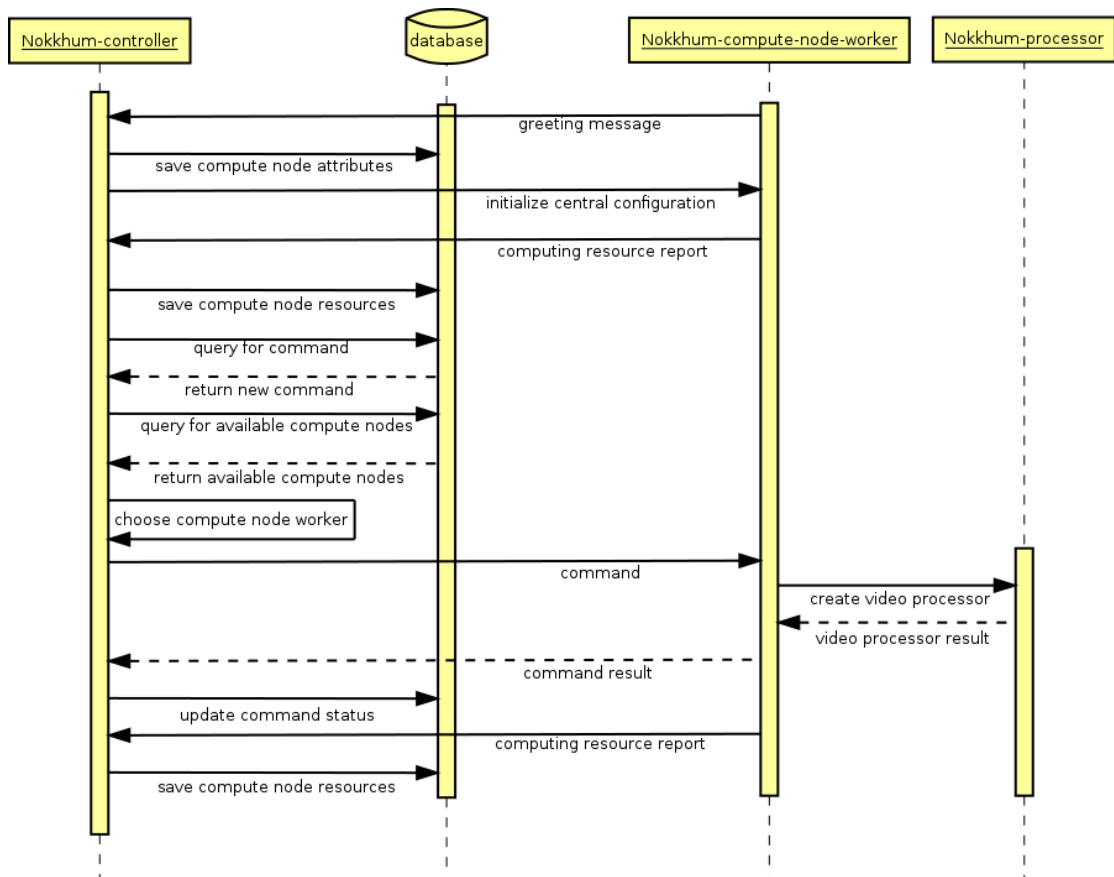 Nokkhum-controller
database
Nokkhum-compute-node-worker
Nokkhum-processor
greeting message
save compute node attributes
initialize central configuration
computing resource report
save compute node resources
query for command
return new command
query for available compute nodes
return available compute nodes
choose compute node worker
command
create video processor
video processor result
command result
update command status
computing resource report
save compute node resources